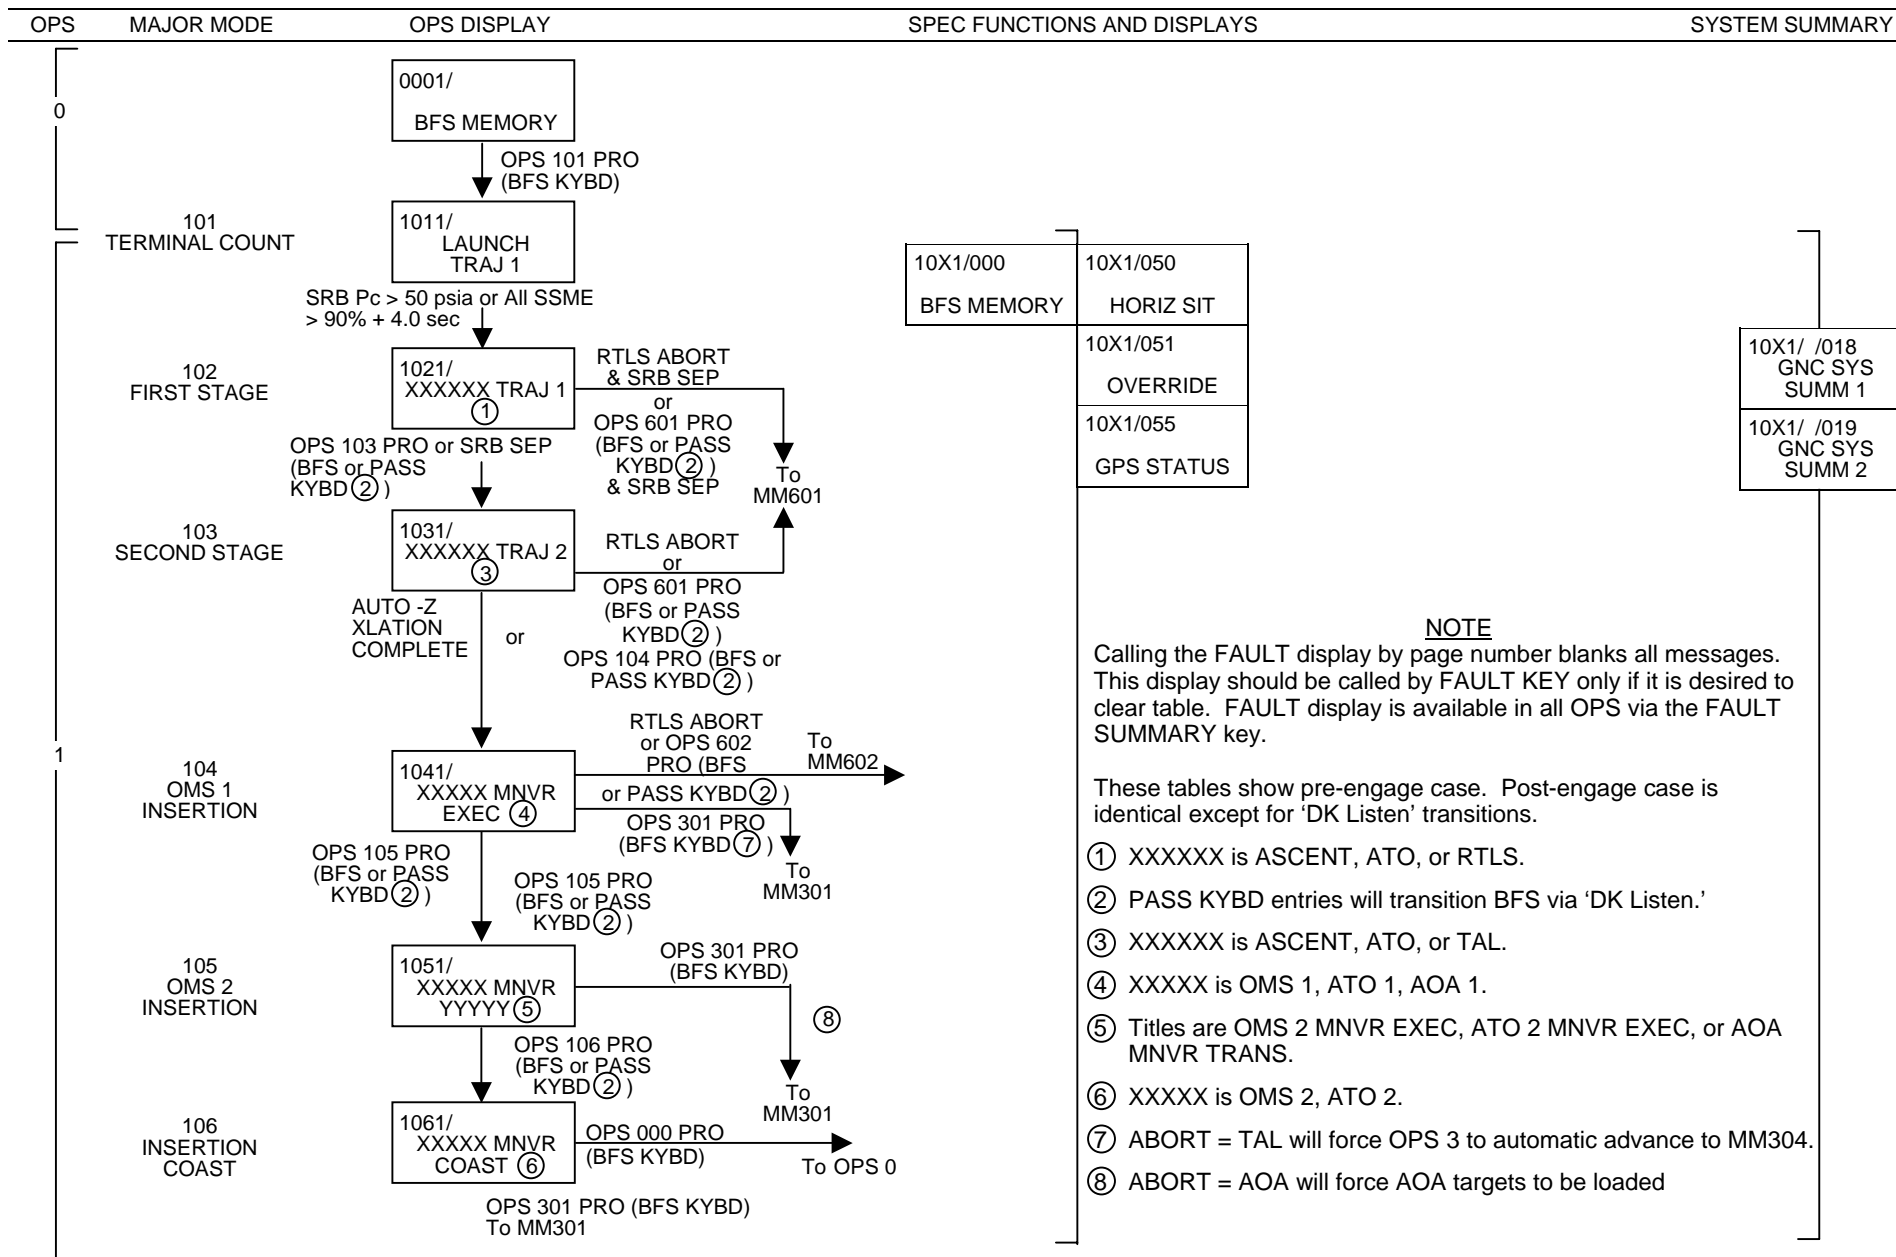 OPS MAJOR MODE OPS DISPLAY SPEC FUNCTIONS AND DISPLAYS SYSTEM SUMMARY
0
0001/
BFS MEMORY
OPS 101 PRO
(BFS KYBD)
101
TERMINAL COUNT
1011/
LAUNCH
TRAJ 1
SRB Pc > 50 psia or All SSME
> 90% + 4.0 sec
102
FIRST STAGE
1021/
XXXXXX TRAJ 1
1
RTLS ABORT
& SRB SEP
or
OPS 601 PRO
(BFS or PASS
KYBD 2 )
& SRB SEP
To
MM601
OPS 103 PRO or SRB SEP
(BFS or PASS
KYBD 2 )
103
SECOND STAGE
1031/
XXXXXX TRAJ 2
3
RTLS ABORT
or
OPS 601 PRO
(BFS or PASS
KYBD 2 )
AUTO -Z
XLATION
COMPLETE
or
OPS 104 PRO (BFS or
PASS KYBD 2 )
1
104
OMS 1
INSERTION
1041/
XXXXX MNVR
EXEC 4
RTLS ABORT
or OPS 602
PRO (BFS
or PASS KYBD 2 )
To
MM602
OPS 301 PRO
(BFS KYBD 7 )
To
MM301
OPS 105 PRO
(BFS or PASS
KYBD 2 )
OPS 105 PRO
(BFS or PASS
KYBD 2 )
105
OMS 2
INSERTION
1051/
XXXXX MNVR
YYYYY 5
OPS 301 PRO
(BFS KYBD)
8
To
MM301
OPS 106 PRO
(BFS or PASS
KYBD 2 )
106
INSERTION
COAST
1061/
XXXXX MNVR
COAST 6
OPS 000 PRO
(BFS KYBD)
To OPS 0
OPS 301 PRO (BFS KYBD)
To MM301
10X1/000
BFS MEMORY
10X1/050
HORIZ SIT
10X1/051
OVERRIDE
10X1/055
GPS STATUS
10X1/ /018
GNC SYS
SUMM 1
10X1/ /019
GNC SYS
SUMM 2
NOTE
Calling the FAULT display by page number blanks all messages.
This display should be called by FAULT KEY only if it is desired to
clear table. FAULT display is available in all OPS via the FAULT
SUMMARY key.
These tables show pre-engage case. Post-engage case is
identical except for ‘DK Listen’ transitions.
1 XXXXXX is ASCENT, ATO, or RTLS.
2 PASS KYBD entries will transition BFS via ‘DK Listen.’
3 XXXXXX is ASCENT, ATO, or TAL.
4 XXXXX is OMS 1, ATO 1, AOA 1.
5 Titles are OMS 2 MNVR EXEC, ATO 2 MNVR EXEC, or AOA
MNVR TRANS.
6 XXXXX is OMS 2, ATO 2.
7 ABORT = TAL will force OPS 3 to automatic advance to MM304.
8 ABORT = AOA will force AOA targets to be loaded